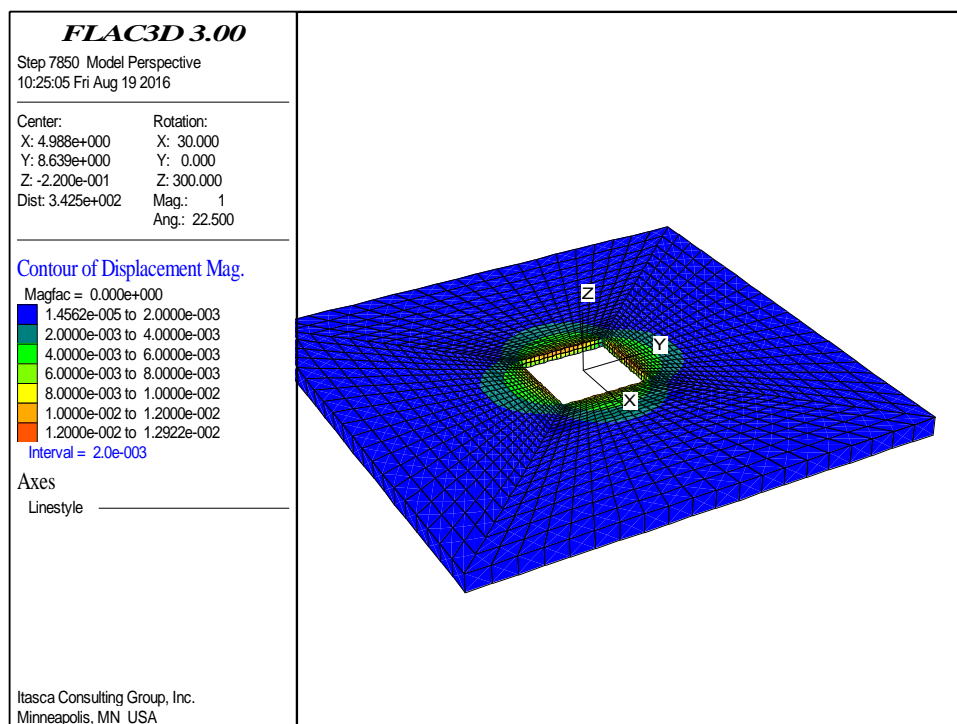 FLAC3D 3.00
Step 7850  Model Perspective
10:25:05 Fri Aug 19 2016
Center:
X: 4.988e+000
Y: 8.639e+000
Z: -2.200e-001
Dist: 3.425e+002
Rotation:
X:  30.000
Y:   0.000
Z: 300.000
Mag.:      1
Ang.:  22.500
Contour of Displacement Mag.
Magfac =  0.000e+000
1.4562e-005 to  2.0000e-003
2.0000e-003 to  4.0000e-003
4.0000e-003 to  6.0000e-003
6.0000e-003 to  8.0000e-003
8.0000e-003 to  1.0000e-002
1.0000e-002 to  1.2000e-002
1.2000e-002 to  1.2922e-002
Interval =  2.0e-003
Axes
Linestyle
Itasca Consulting Group, Inc.
Minneapolis, MN  USA
Z
Y
X